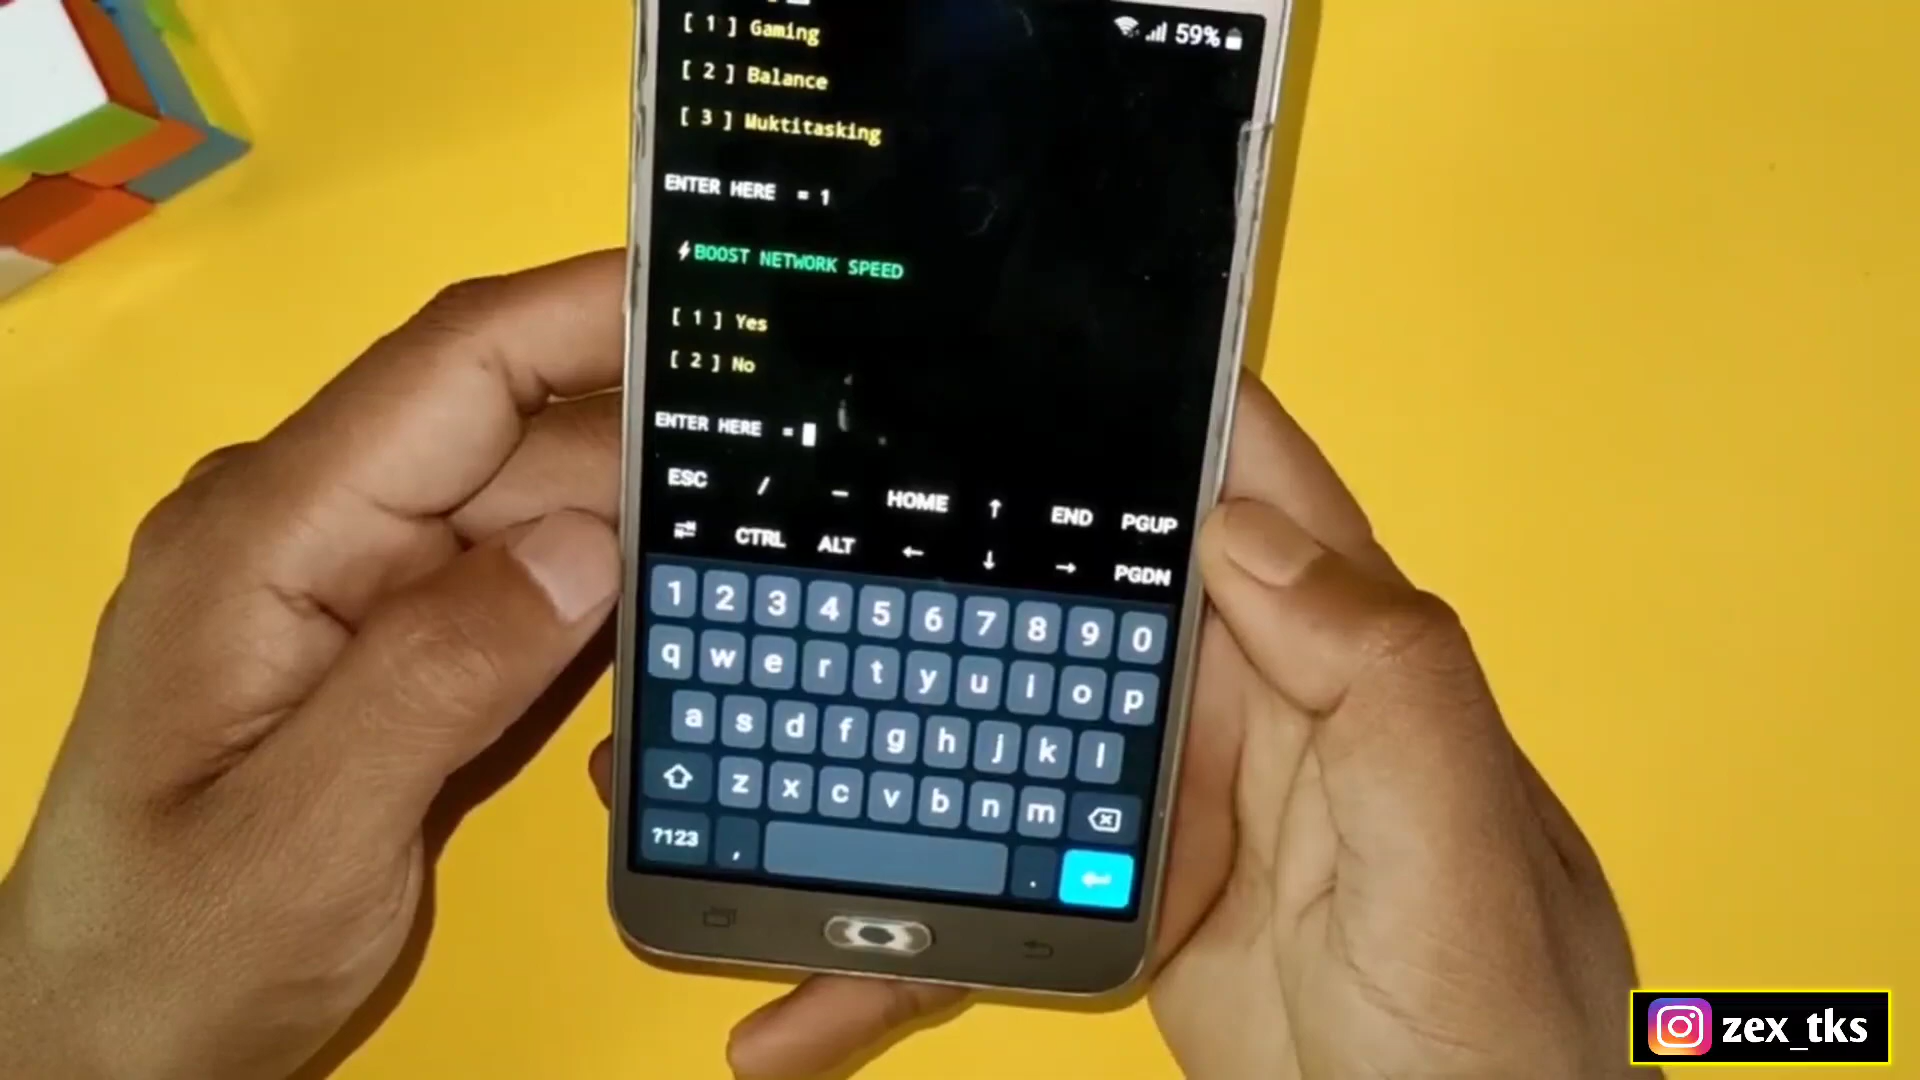 59%
[ 1 ] Gaming
[ 2 ] Balance
[ 3 ] Muktitasking
ENTER HERE = 1
⚡BOOST NETWORK SPEED
[ 1 ] Yes
[ 2 ] No
ENTER HERE =
ESC / – HOME ↑ END PGUP
⇆ CTRL ALT ← ↓ → PGDN
1 2 3 4 5 6 7 8 9 0
q w e r t y u i o p
a s d f g h j k l
z x c v b n m
?123 , .
zex_tks